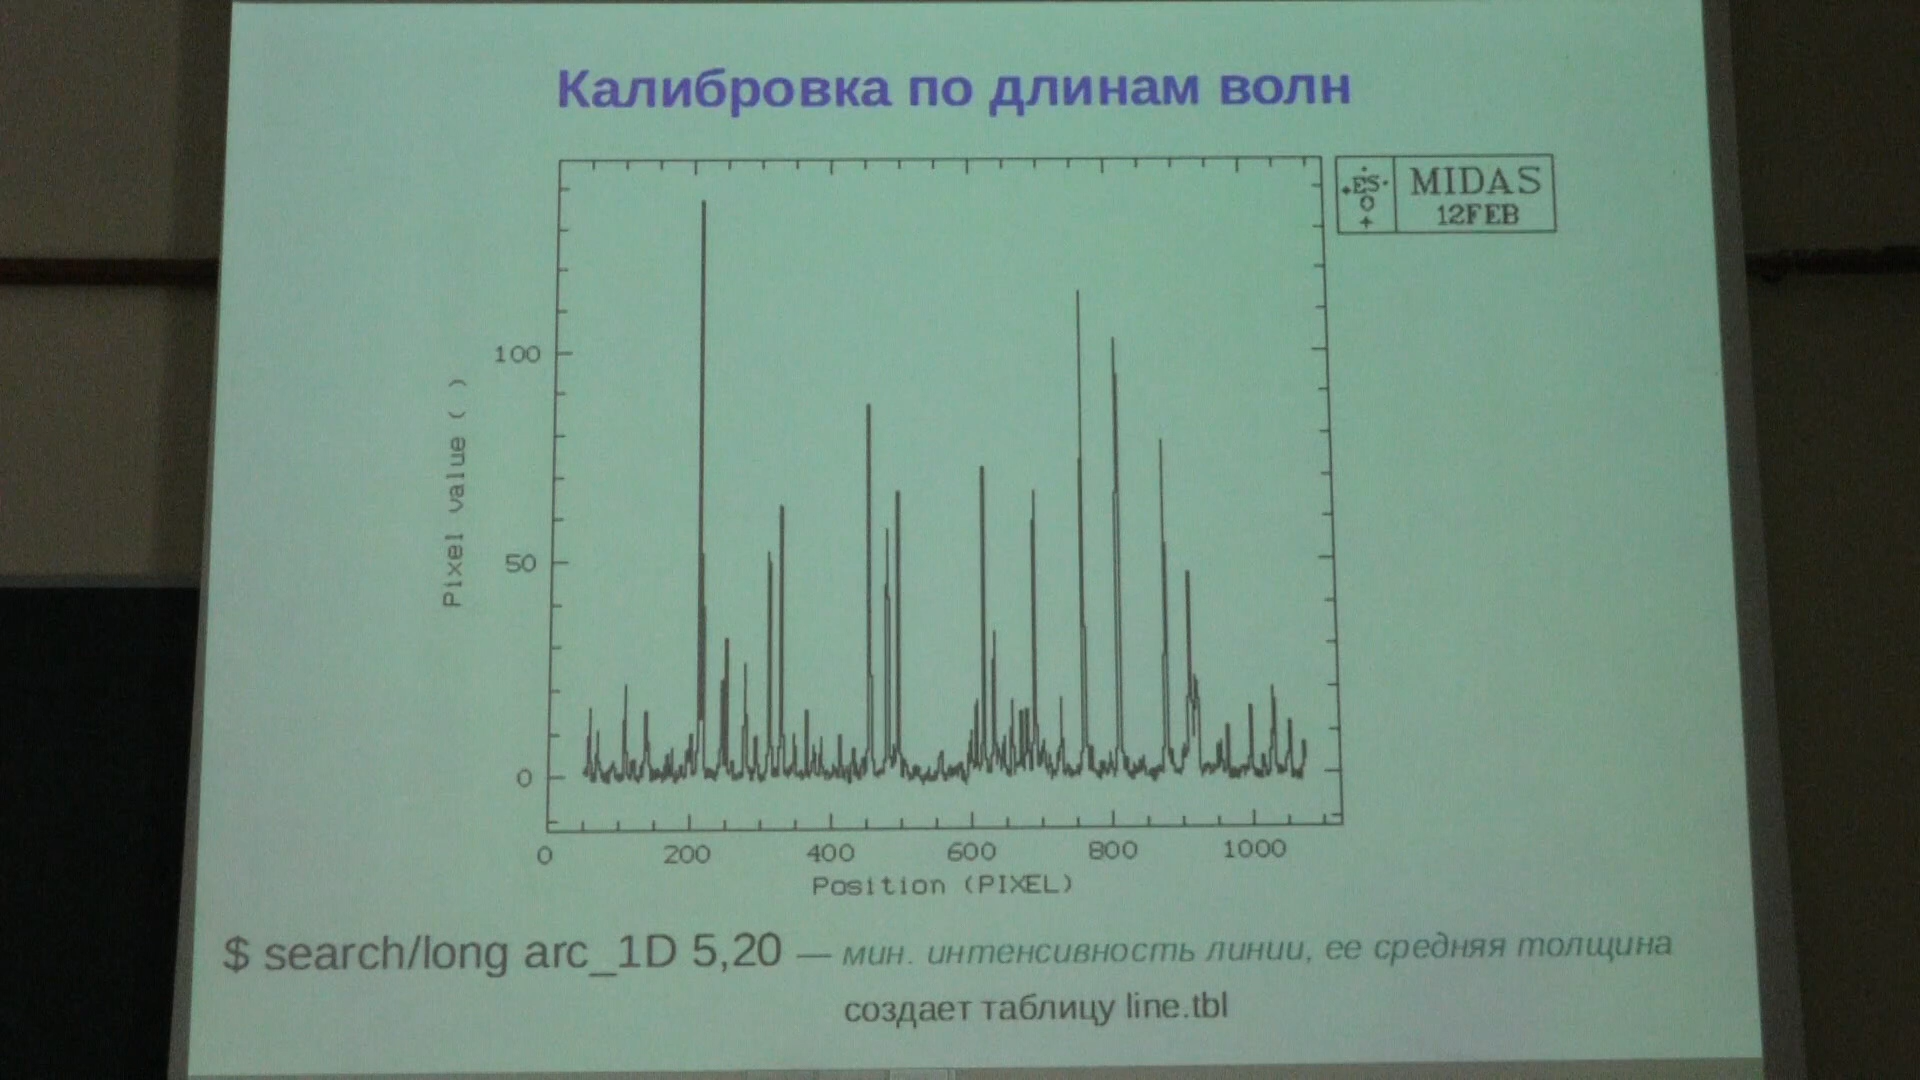 Калибровка по длинам волн
ESO
MIDAS
12FEB
100
50
0
Pixel value ( )
0 200 400 600 800 1000
Position (PIXEL)
$ search/long arc_1D 5,20 — мин. интенсивность линии, ее средняя толщина
создает таблицу line.tbl